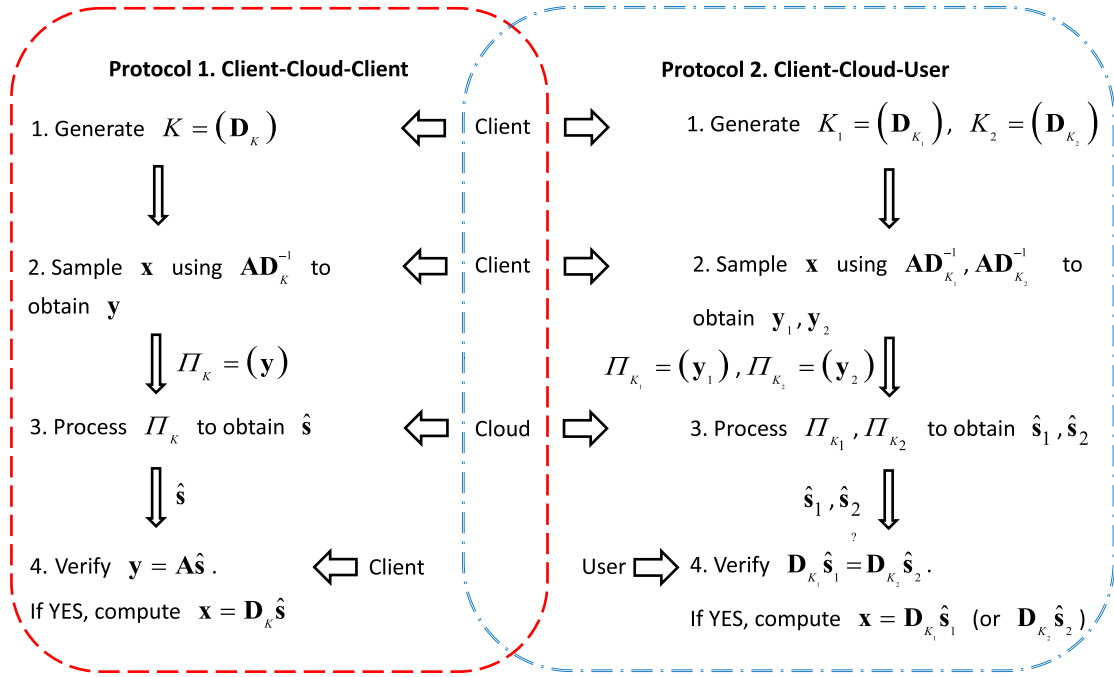 Protocol 1. Client-Cloud-Client
1. Generate K = (D_K)
2. Sample x using AD_K^{-1} to
obtain y
Π_K = (y)
3. Process Π_K to obtain ŝ
ŝ
4. Verify y = Aŝ .
If YES, compute x = D_K ŝ
Client
Client
Cloud
Client
User
Protocol 2. Client-Cloud-User
1. Generate K_1 = (D_{K_1}), K_2 = (D_{K_2})
2. Sample x using AD_{K_1}^{-1}, AD_{K_2}^{-1} to
obtain y_1, y_2
Π_{K_1} = (y_1), Π_{K_2} = (y_2)
3. Process Π_{K_1}, Π_{K_2} to obtain ŝ_1, ŝ_2
ŝ_1, ŝ_2
?
4. Verify D_{K_1} ŝ_1 = D_{K_2} ŝ_2 .
If YES, compute x = D_{K_1} ŝ_1 (or D_{K_2} ŝ_2 )